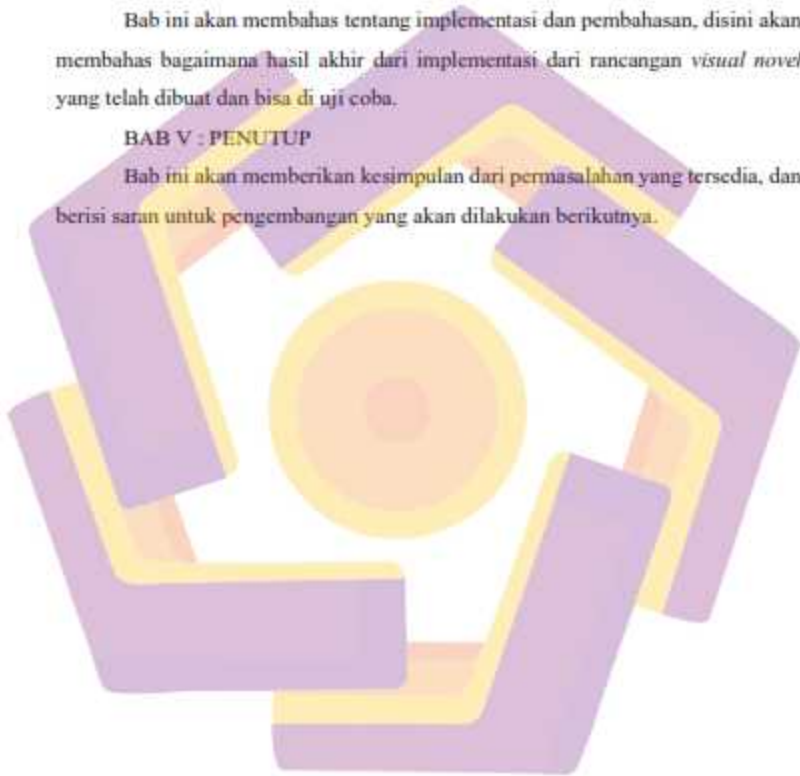 Bab ini akan membahas tentang implementasi dan pembahasan, disini akan
membahas bagaimana hasil akhir dari implementasi dari rancangan visual novel
yang telah dibuat dan bisa di uji coba.
BAB V : PENUTUP
Bab ini akan memberikan kesimpulan dari permasalahan yang tersedia, dan
berisi saran untuk pengembangan yang akan dilakukan berikutnya.